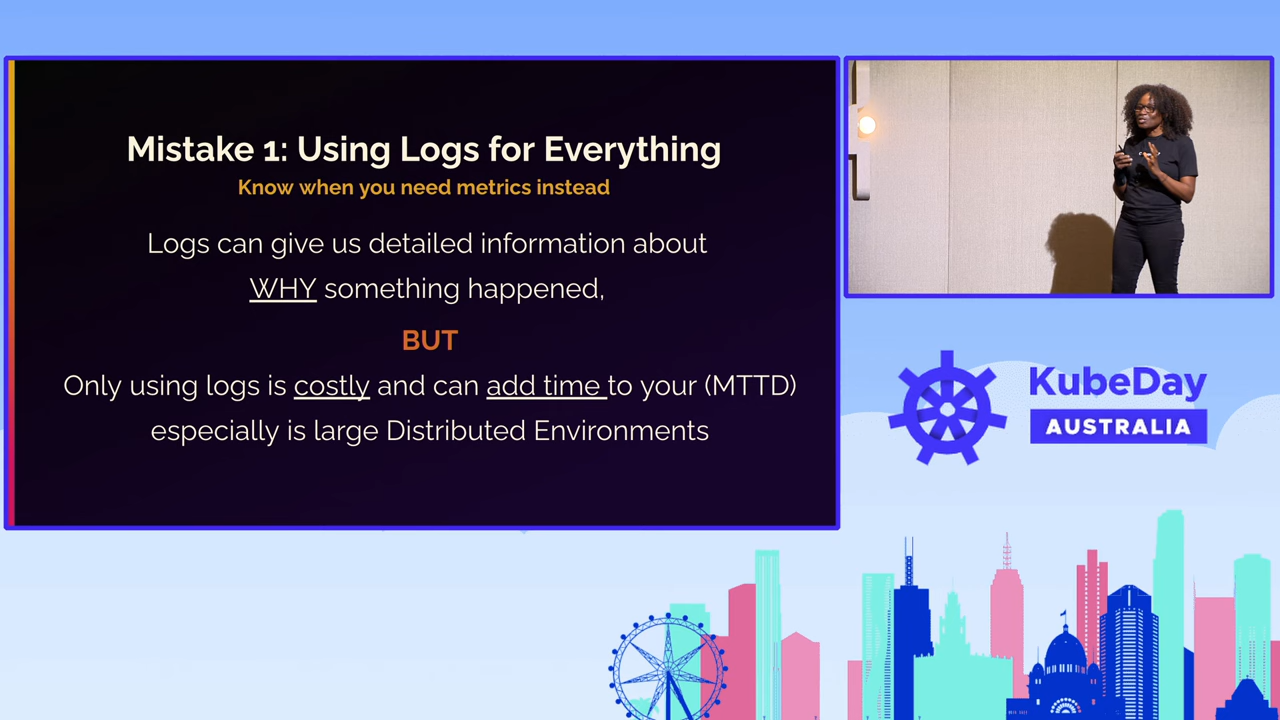 Mistake 1: Using Logs for Everything
Know when you need metrics instead
Logs can give us detailed information about
WHY something happened,
BUT
Only using logs is costly and can add time to your (MTTD)
especially is large Distributed Environments
KubeDay
AUSTRALIA